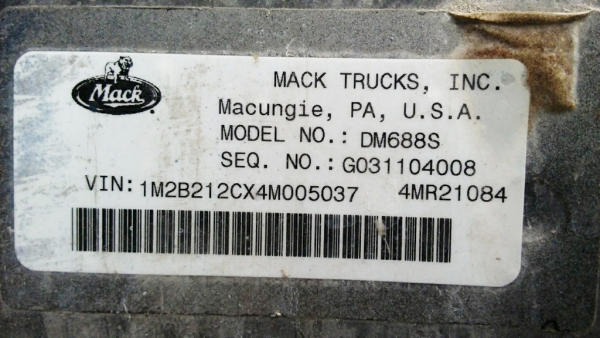 Mack
MACK TRUCKS, INC.
Macungie, PA, U.S.A.
MODEL NO.: DM688S
SEQ. NO.: G031104008
VIN: 1M2B212CX4M005037 4MR21084